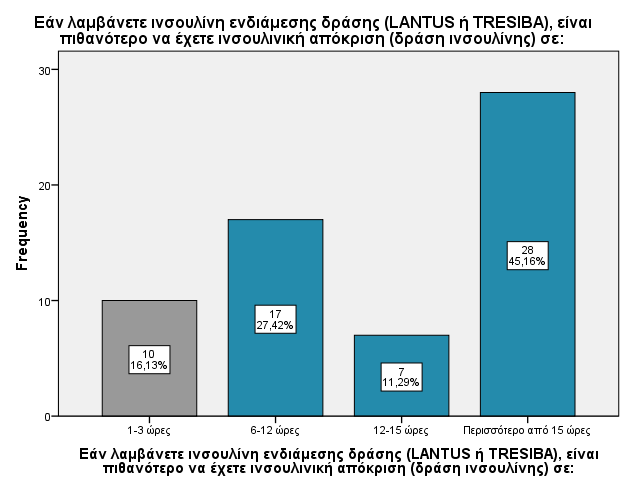 Εάν λαμβάνετε ινσουλίνη ενδιάμεσης δράσης (LANTUS ή TRESIBA), είναι
πιθανότερο να έχετε ινσουλινική απόκριση (δράση ινσουλίνης) σε:
30
20
10
0
Frequency
10
16,13%
17
27,42%
7
11,29%
28
45,16%
1-3 ώρες
6-12 ώρες
12-15 ώρες
Περισσότερο από 15 ώρες
Εάν λαμβάνετε ινσουλίνη ενδιάμεσης δράσης (LANTUS ή TRESIBA), είναι
πιθανότερο να έχετε ινσουλινική απόκριση (δράση ινσουλίνης) σε: